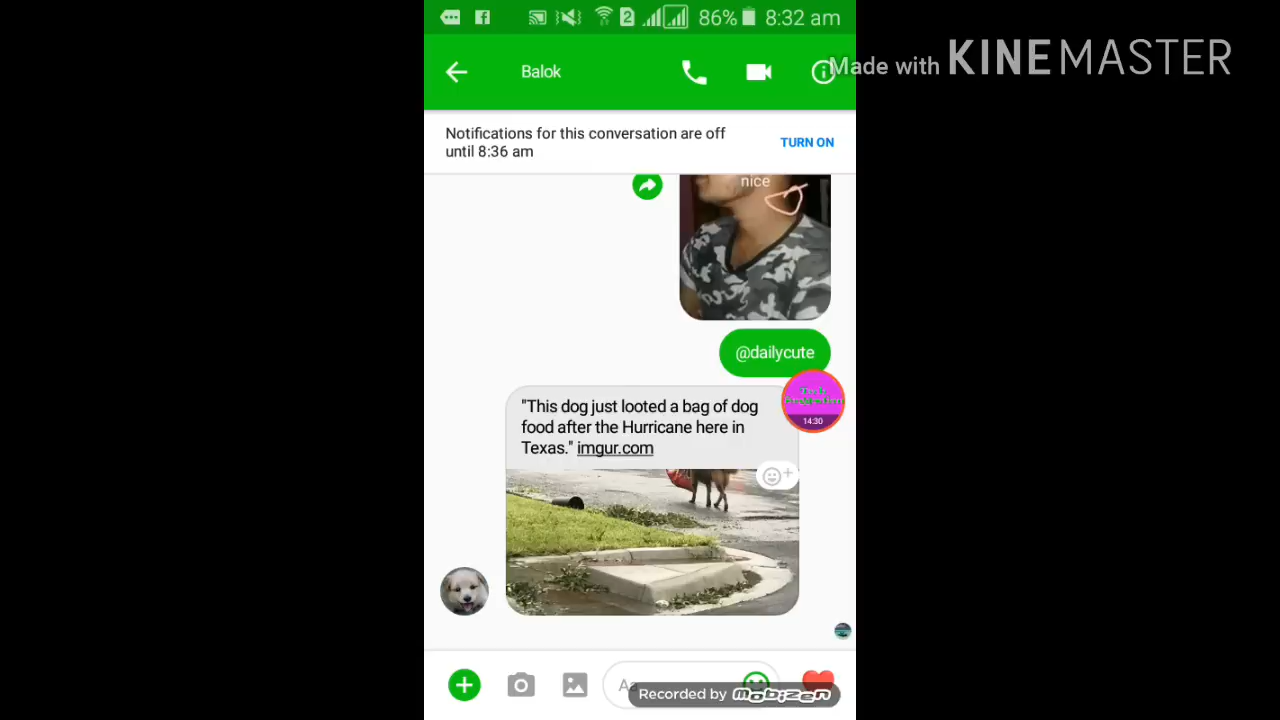 2 86% 8:32 am
Balok
Made with KINEMASTER
Notifications for this conversation are off
until 8:36 am
TURN ON
nice
@dailycute
"This dog just looted a bag of dog
food after the Hurricane here in
Texas." imgur.com
14:30
Recorded by MOBIZEN